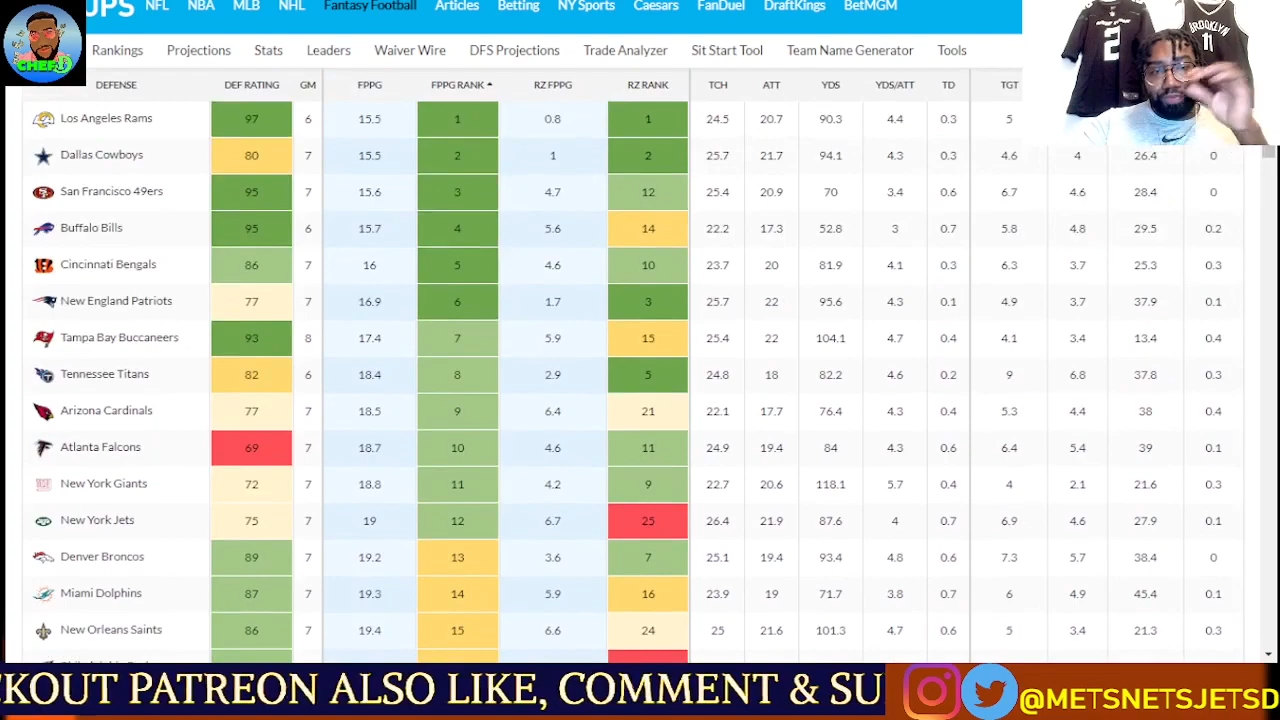 UPS NFL NBA MLB NHL Fantasy Football Articles Betting NY Sports Caesars FanDuel DraftKings BetMGM
CHEF
Rankings Projections Stats Leaders Waiver Wire DFS Projections Trade Analyzer Sit Start Tool Team Name Generator Tools
2 BROOKLYN 11
DEFENSE DEF RATING GM FPPG FPPG RANK RZ FPPG RZ RANK TCH ATT YDS YDS/ATT TD TGT
Los Angeles Rams 97 6 15.5 1 0.8 1 24.5 20.7 90.3 4.4 0.3 5
Dallas Cowboys 80 7 15.5 2 1 2 25.7 21.7 94.1 4.3 0.3 4.6 4 26.4 0
San Francisco 49ers 95 7 15.6 3 4.7 12 25.4 20.9 70 3.4 0.6 6.7 4.6 28.4 0
Buffalo Bills 95 6 15.7 4 5.6 14 22.2 17.3 52.8 3 0.7 5.8 4.8 29.5 0.2
Cincinnati Bengals 86 7 16 5 4.6 10 23.7 20 81.9 4.1 0.3 6.3 3.7 25.3 0.3
New England Patriots 77 7 16.9 6 1.7 3 25.7 22 95.6 4.3 0.1 4.9 3.7 37.9 0.1
Tampa Bay Buccaneers 93 8 17.4 7 5.9 15 25.4 22 104.1 4.7 0.4 4.1 3.4 13.4 0.4
Tennessee Titans 82 6 18.4 8 2.9 5 24.8 18 82.2 4.6 0.2 9 6.8 37.8 0.3
Arizona Cardinals 77 7 18.5 9 6.4 21 22.1 17.7 76.4 4.3 0.4 5.3 4.4 38 0.4
Atlanta Falcons 69 7 18.7 10 4.6 11 24.9 19.4 84 4.3 0.4 6.4 5.4 39 0.1
New York Giants 72 7 18.8 11 4.2 9 22.7 20.6 118.1 5.7 0.4 4 2.1 21.6 0.3
New York Jets 75 7 19 12 6.7 25 26.4 21.9 87.6 4 0.7 6.9 4.6 27.9 0.1
Denver Broncos 89 7 19.2 13 3.6 7 25.1 19.4 93.4 4.8 0.6 7.3 5.7 38.4 0
Miami Dolphins 87 7 19.3 14 5.9 16 23.9 19 71.7 3.8 0.7 6 4.9 45.4 0.1
New Orleans Saints 86 7 19.4 15 6.6 24 25 21.6 101.3 4.7 0.6 5 3.4 21.3 0.3
CKOUT PATREON ALSO LIKE, COMMENT & SU
@METSNETSJETSD